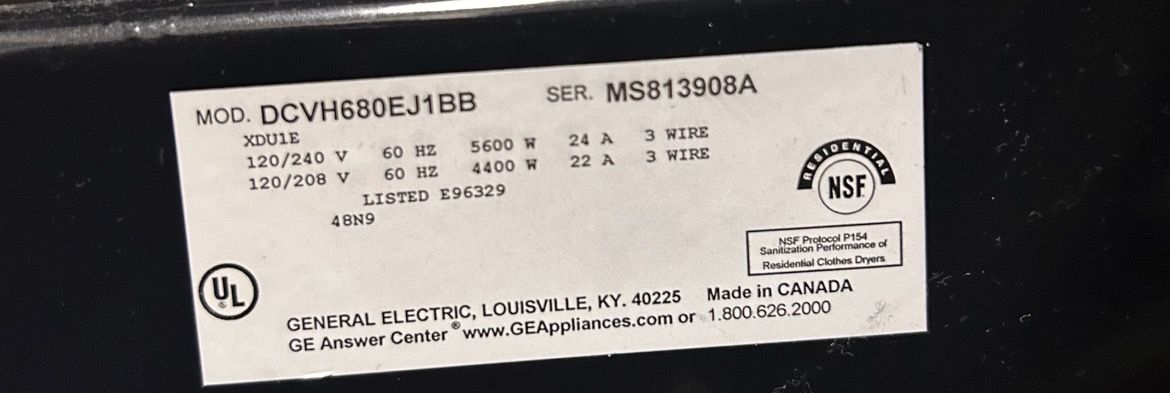 MOD. DCVH680EJ1BB SER. MS813908A
XDU1E
120/240 V 60 HZ 5600 W 24 A 3 WIRE
120/208 V 60 HZ 4400 W 22 A 3 WIRE
LISTED E96329
48N9
RESIDENTIAL
NSF
NSF Protocol P154
Sanitization Performance of
Residential Clothes Dryers
UL
®
GENERAL ELECTRIC, LOUISVILLE, KY. 40225 Made in CANADA
GE Answer Center ® www.GEAppliances.com or 1.800.626.2000